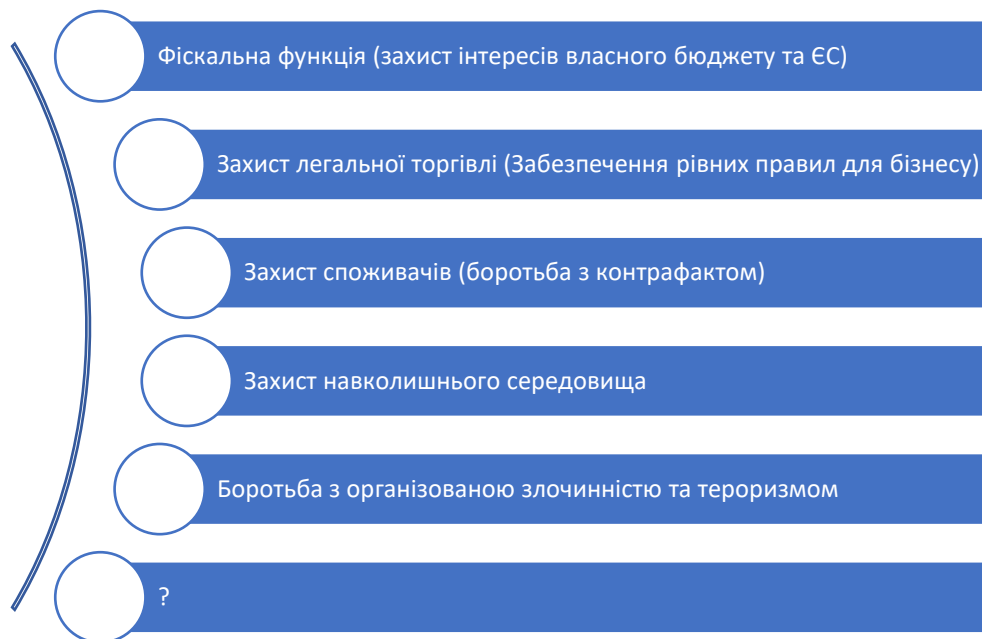 Фіскальна функція (захист інтересів власного бюджету та ЄС)
Захист легальної торгівлі (Забезпечення рівних правил для бізнесу)
Захист споживачів (боротьба з контрафактом)
Захист навколишнього середовища
Боротьба з організованою злочинністю та тероризмом
?